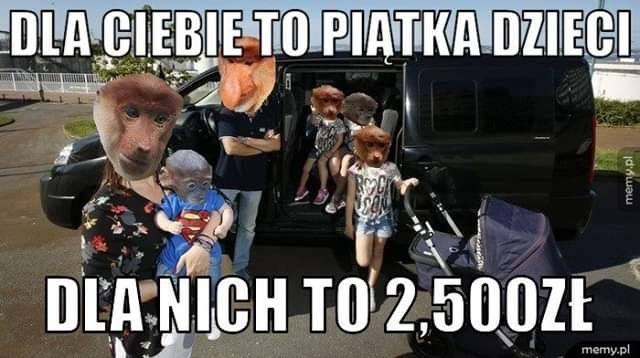 DLA CIEBIE TO PIĄTKA DZIECI
memy.pl
DLA NICH TO 2,500ZŁ
memy.pl